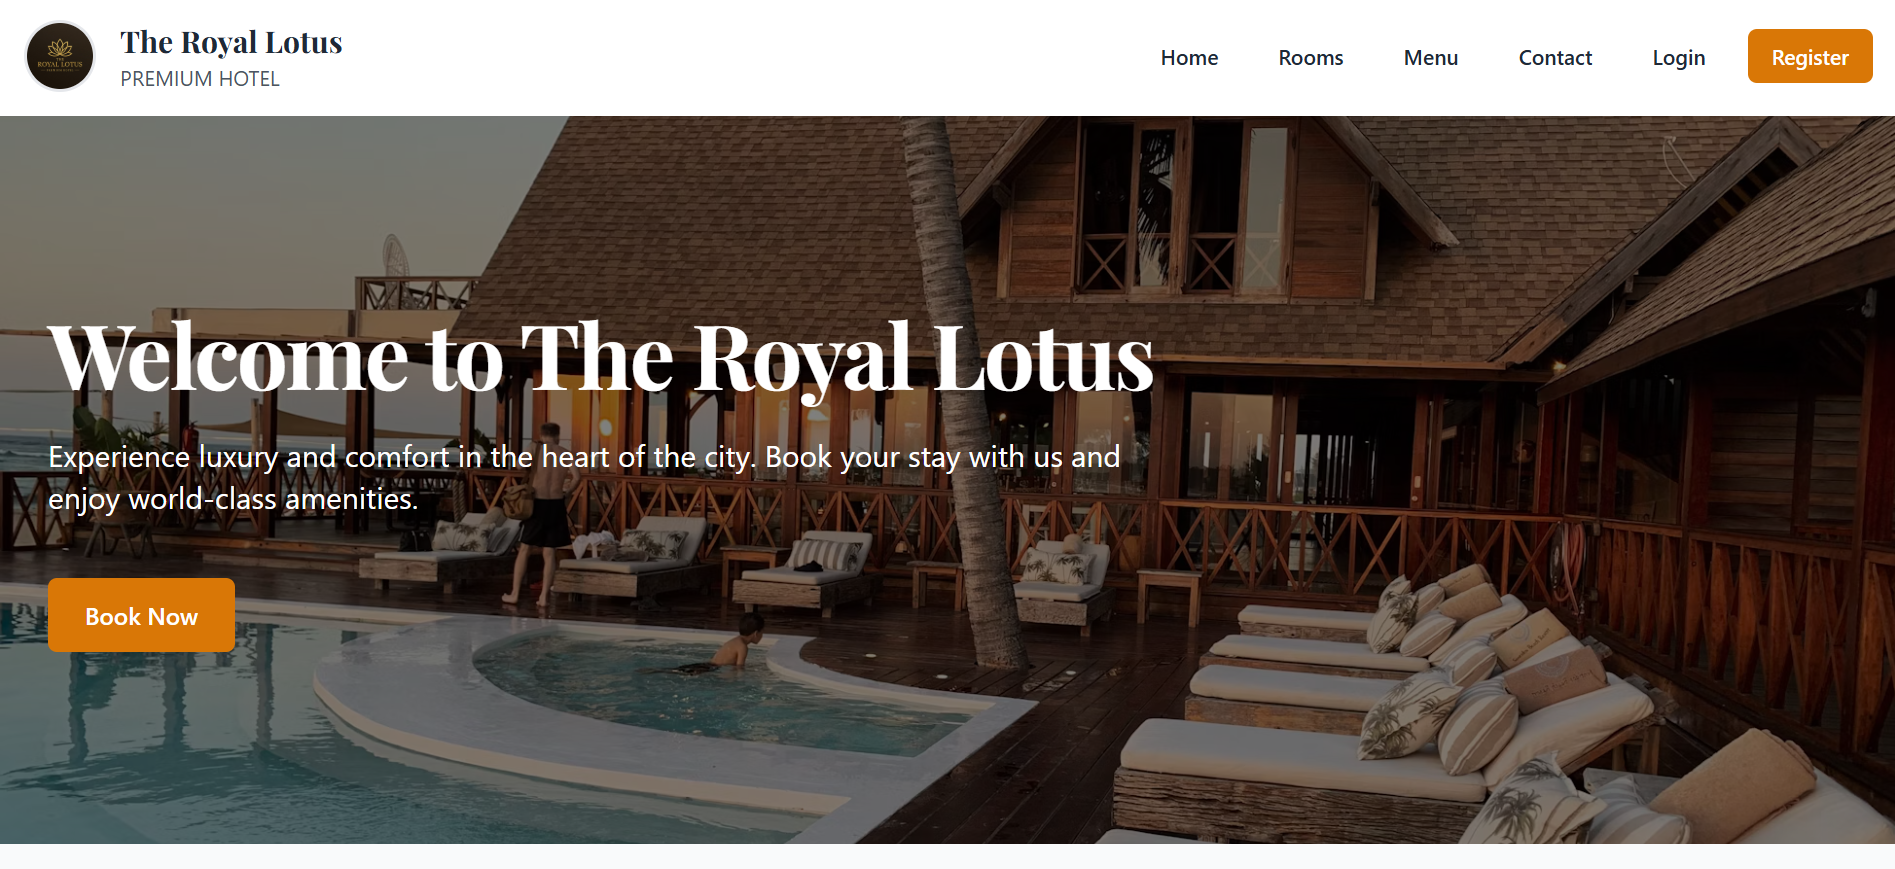 THE
ROYAL LOTUS
The Royal Lotus
PREMIUM HOTEL
Home
Rooms
Menu
Contact
Login
Register
Welcome to The Royal Lotus
Experience luxury and comfort in the heart of the city. Book your stay with us and
enjoy world-class amenities.
Book Now